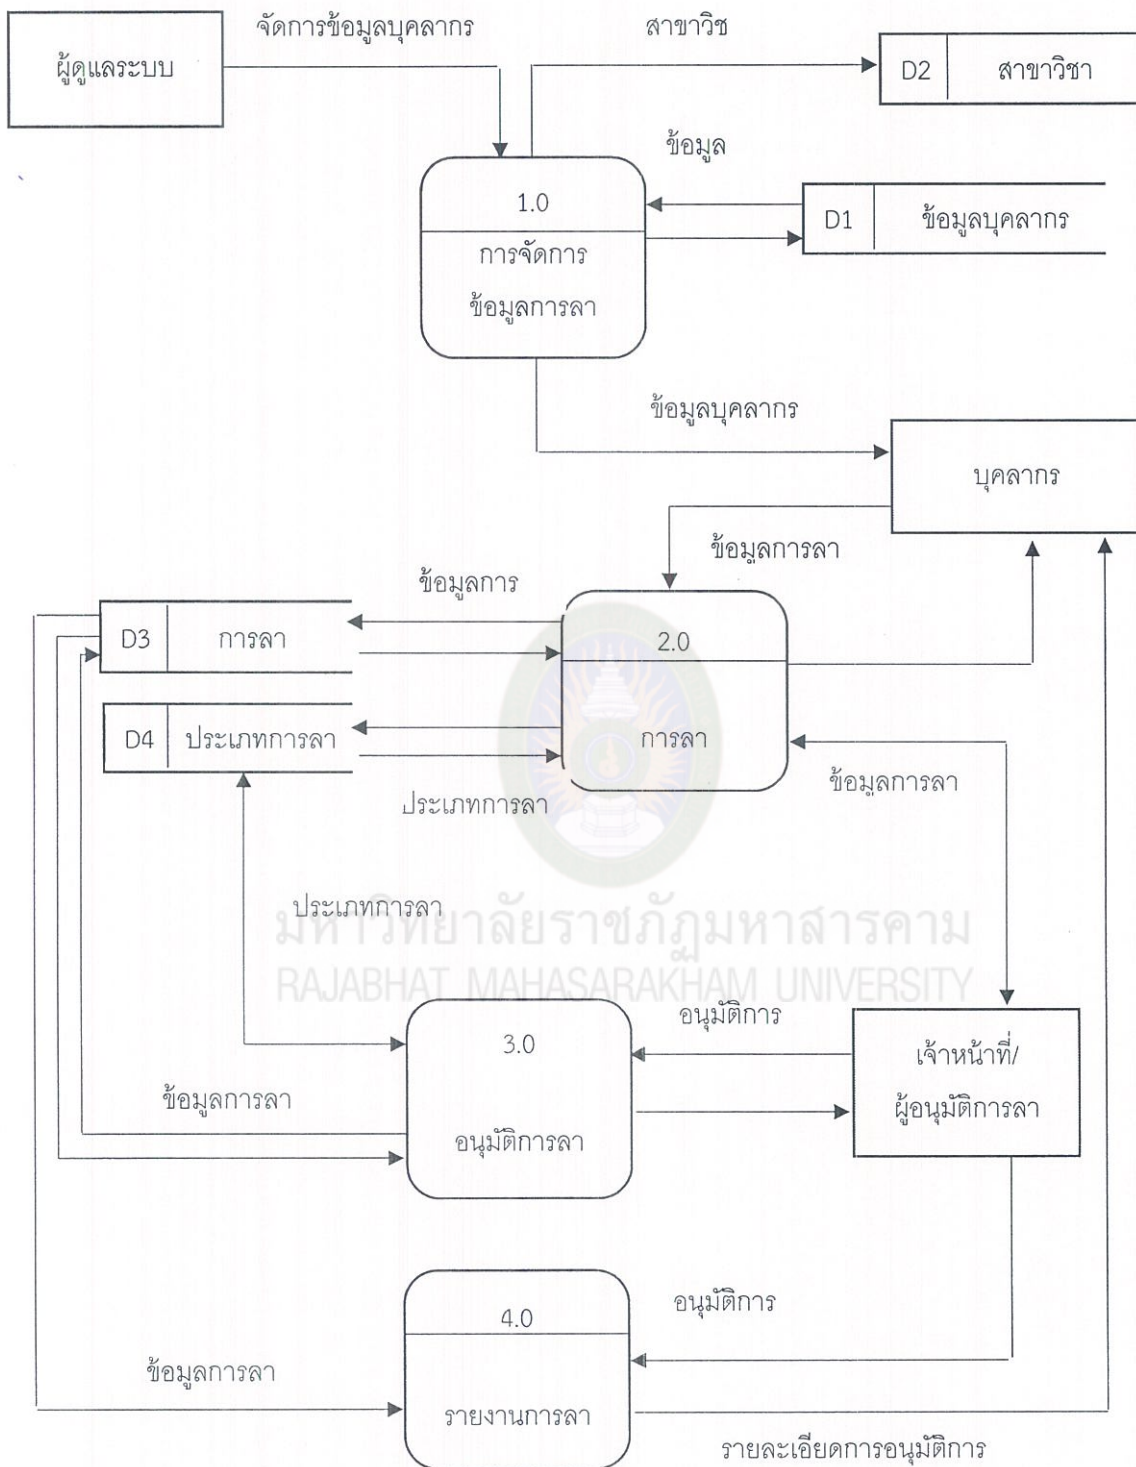 จัดการข้อมูลบุคลากร
สาขาวิช
ผู้ดูแลระบบ
D2 สาขาวิชา
ข้อมูล
1.0
D1 ข้อมูลบุคลากร
การจัดการ
ข้อมูลการลา
ข้อมูลบุคลากร
บุคลากร
ข้อมูลการลา
ข้อมูลการ
D3 การลา
2.0
D4 ประเภทการลา
การลา
ข้อมูลการลา
ประเภทการลา
ประเภทการลา
มหาวิทยาลัยราชภัฏมหาสารคาม
RAJABHAT MAHASARAKHAM UNIVERSITY
อนุมัติการ
3.0
เจ้าหน้าที่/
ข้อมูลการลา
ผู้อนุมัติการลา
อนุมัติการลา
อนุมัติการ
4.0
ข้อมูลการลา
รายงานการลา
รายละเอียดการอนุมัติการ